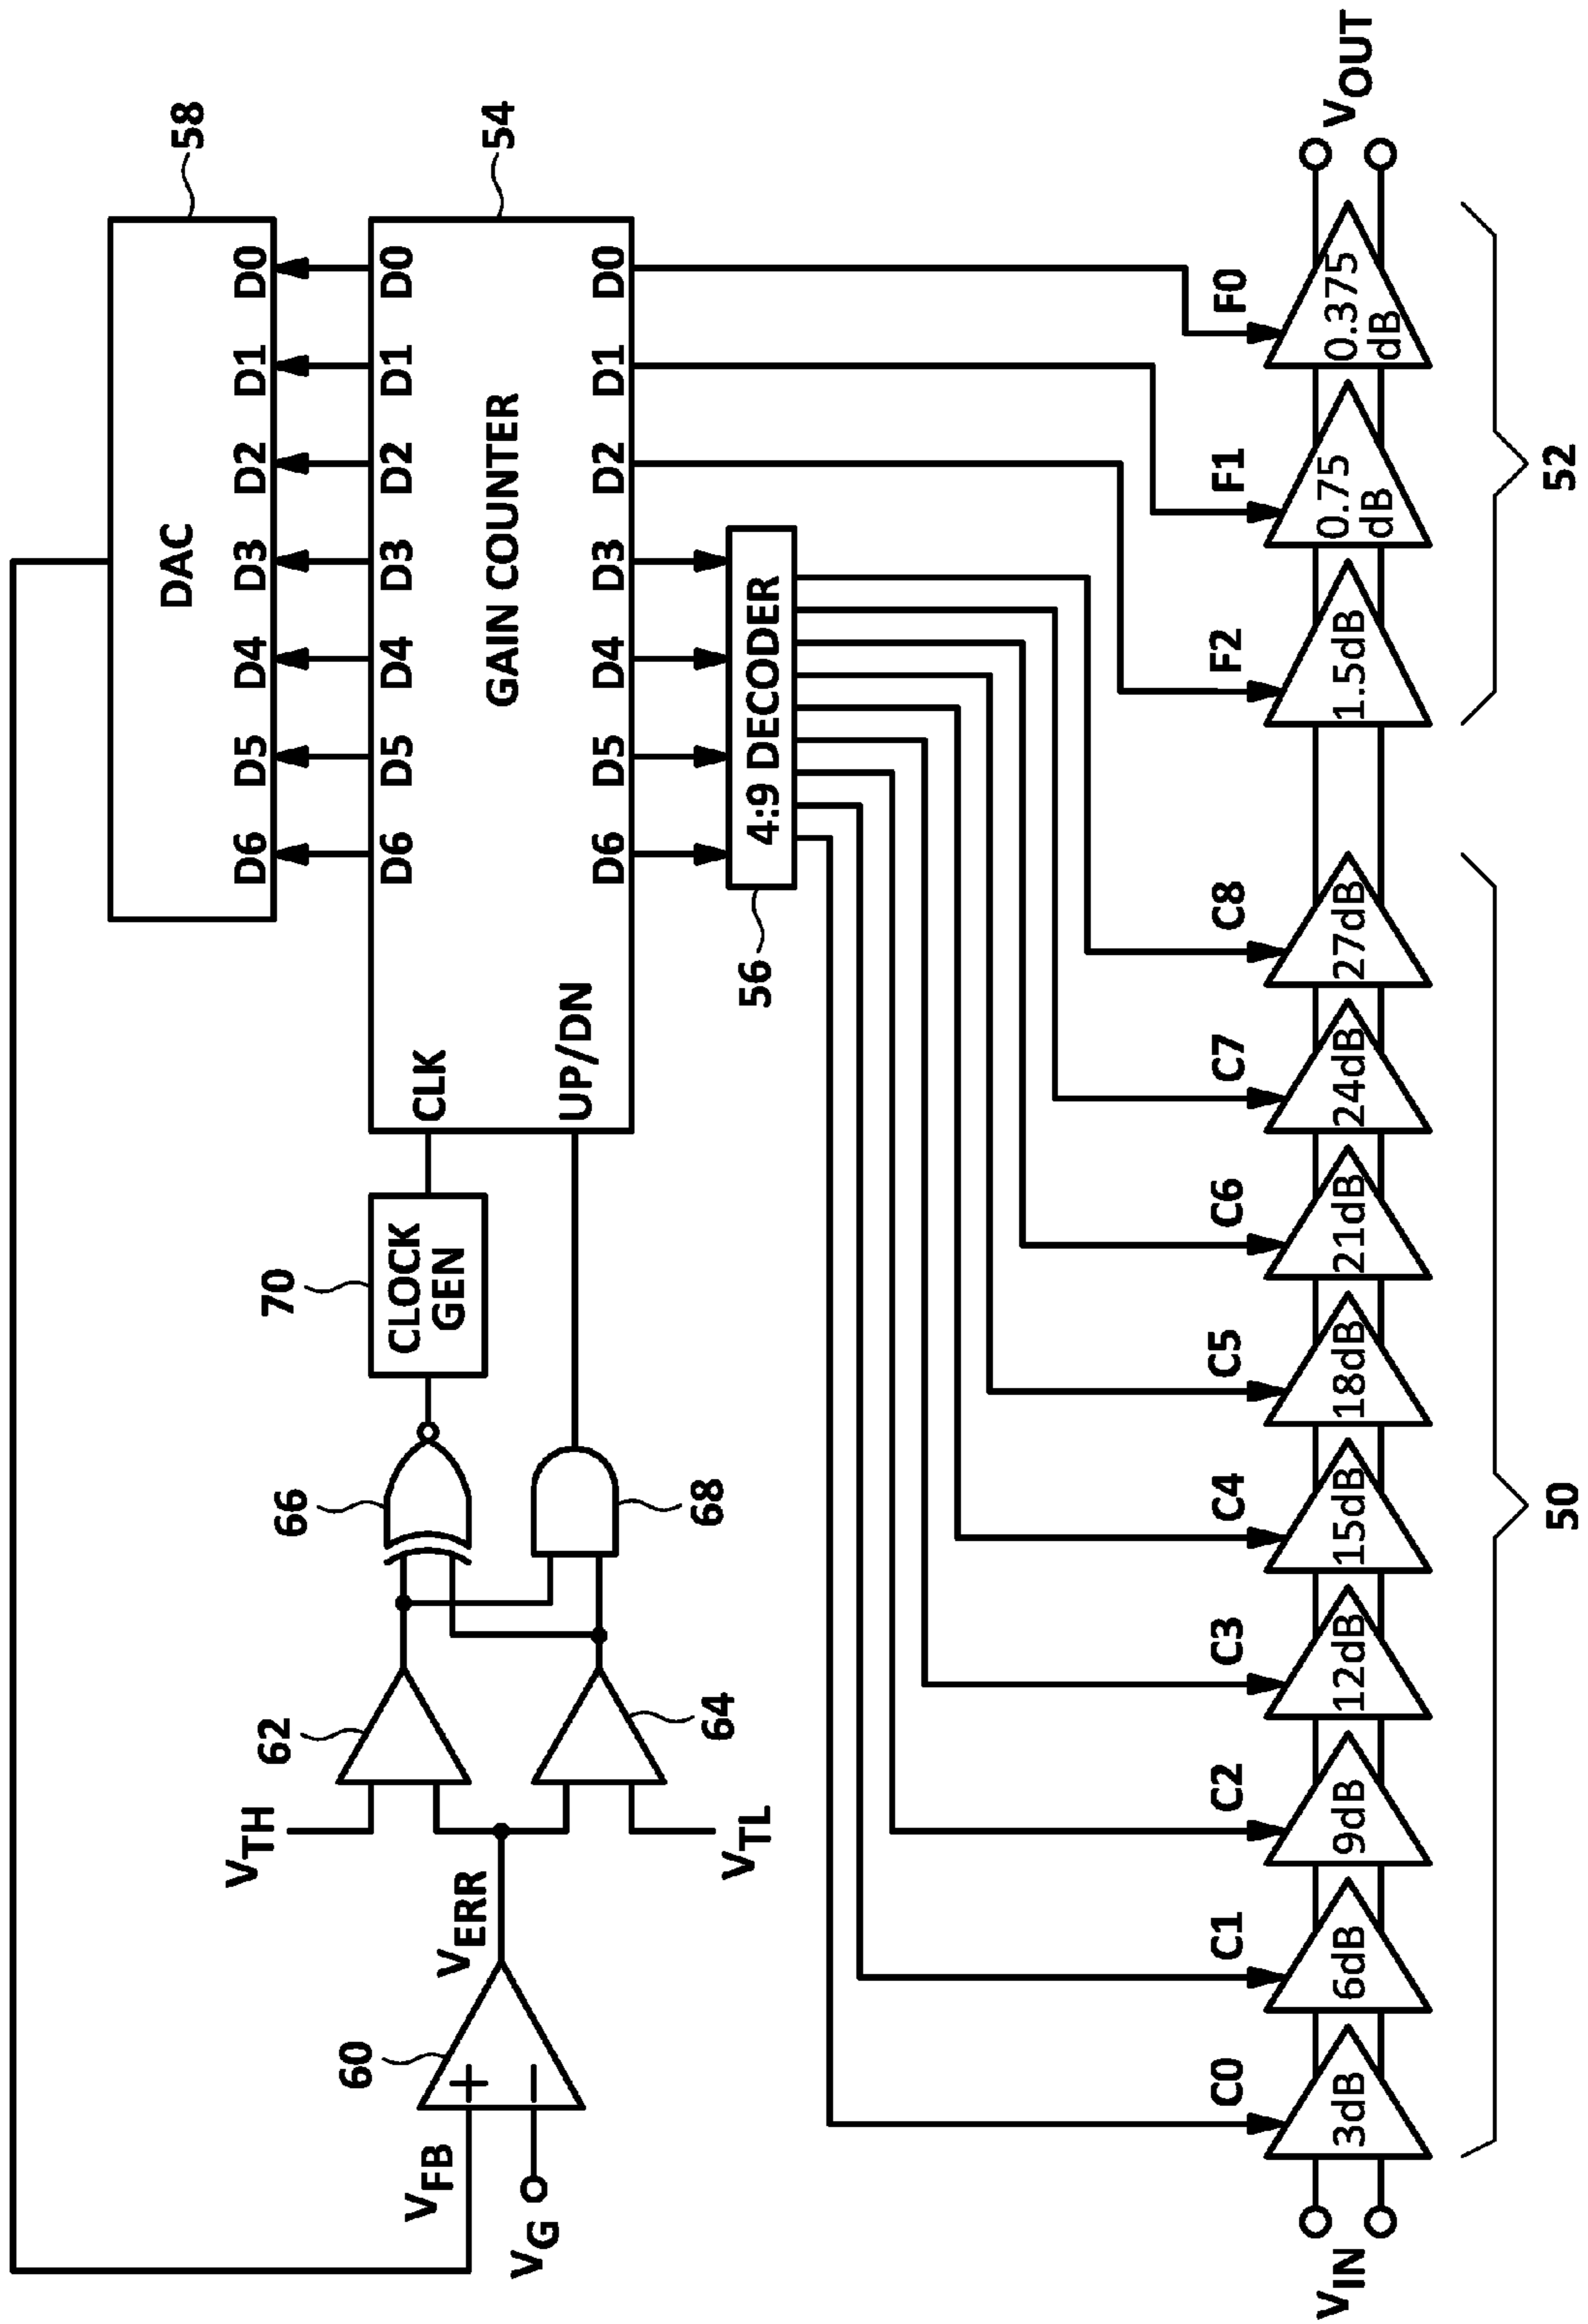 58
DAC
D6 D5 D4 D3 D2 D1 D0
54
D6 D5 D4 D3 D2 D1 D0
GAIN COUNTER
CLK
UP/DN
D6 D5 D4 D3 D2 D1 D0
70
CLOCK
GEN
66
68
62
64
VTH
VTL
VERR
60
+
−
VFB
VG
4:9 DECODER
56
C0 C1 C2 C3 C4 C5 C6 C7 C8 F2 F1 F0
VIN
3dB 6dB 9dB 12dB 15dB 18dB 21dB 24dB 27dB 1.5dB
0.75
dB
0.375
dB
VOUT
50
52